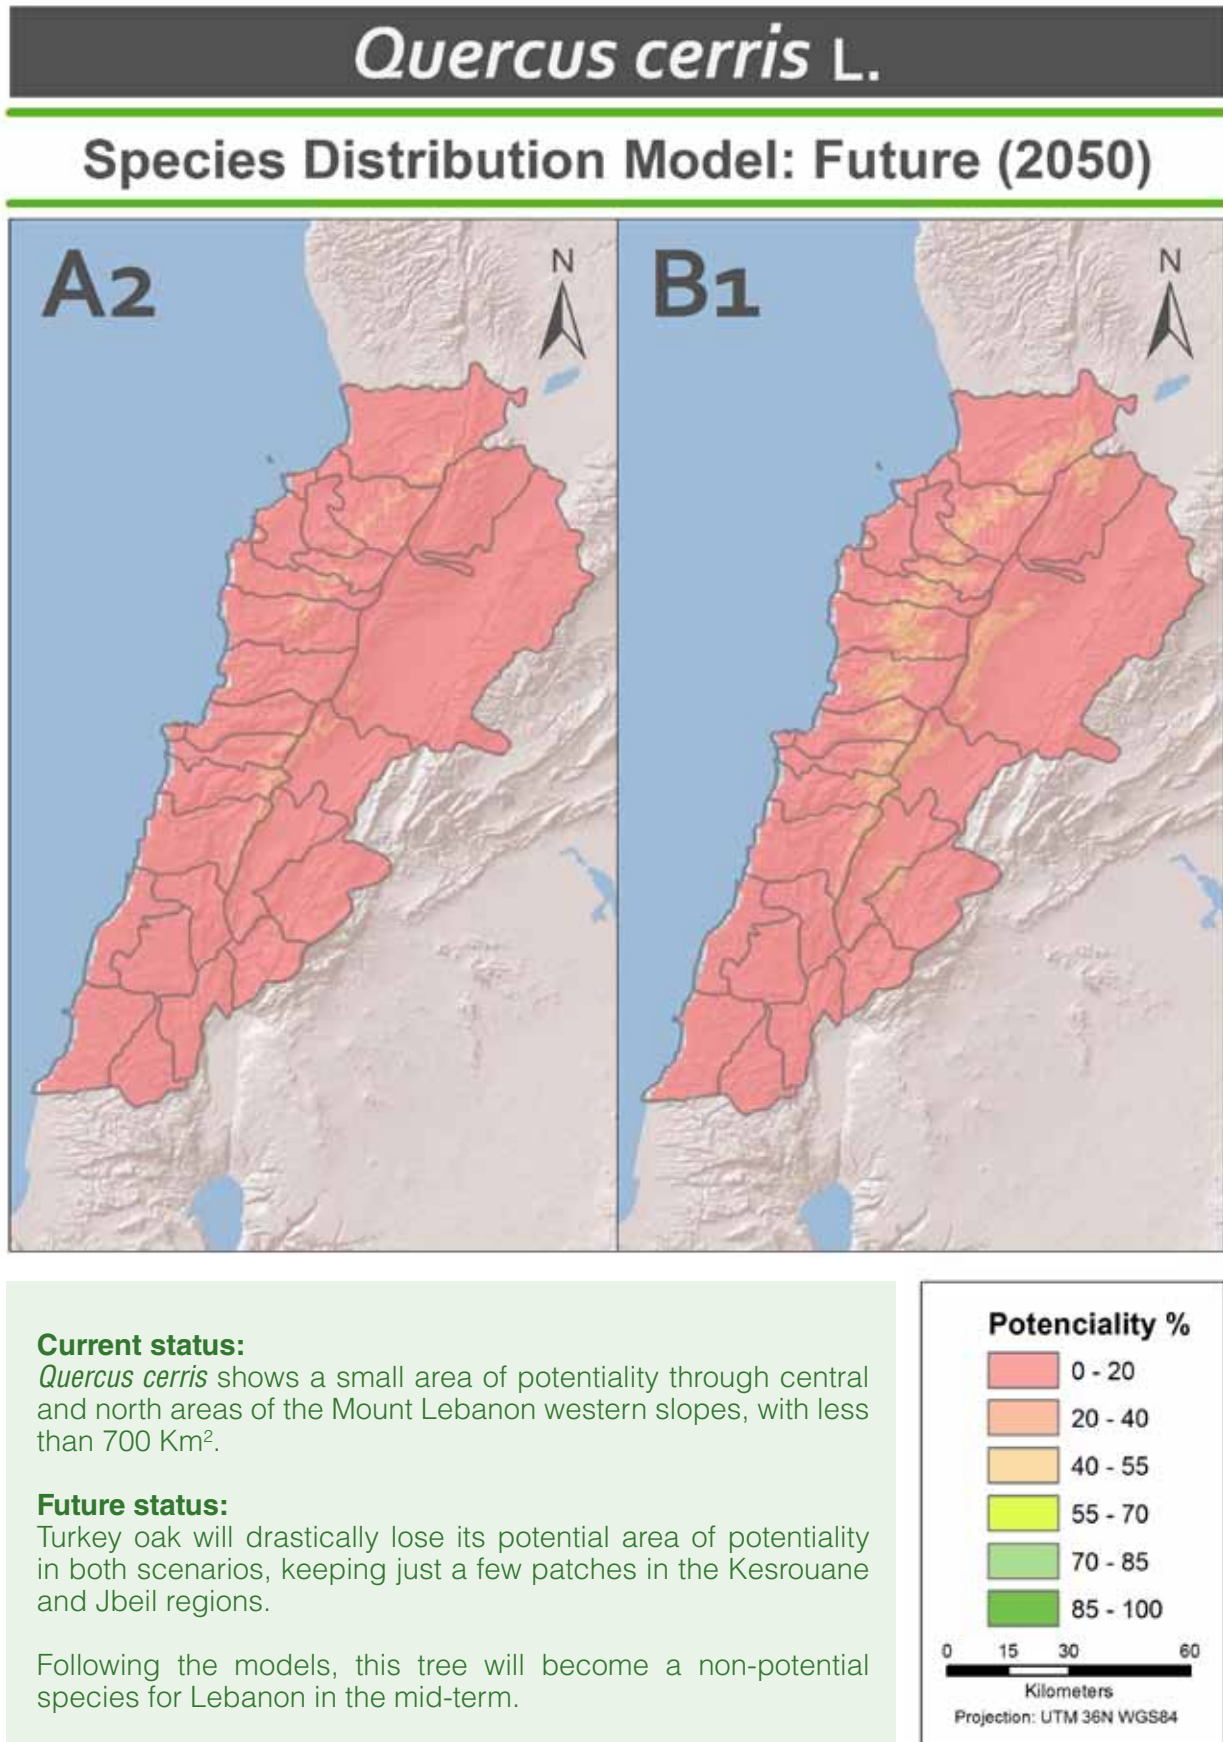 Quercus cerris L.
Species Distribution Model: Future (2050)
A2
N
B1
N
Current status:
Quercus cerris shows a small area of potentiality through central
and north areas of the Mount Lebanon western slopes, with less
than 700 Km².
Future status:
Turkey oak will drastically lose its potential area of potentiality
in both scenarios, keeping just a few patches in the Kesrouane
and Jbeil regions.
Following the models, this tree will become a non-potential
species for Lebanon in the mid-term.
Potenciality %
0 - 20
20 - 40
40 - 55
55 - 70
70 - 85
85 - 100
0 15 30 60
Kilometers
Projection: UTM 36N WGS84